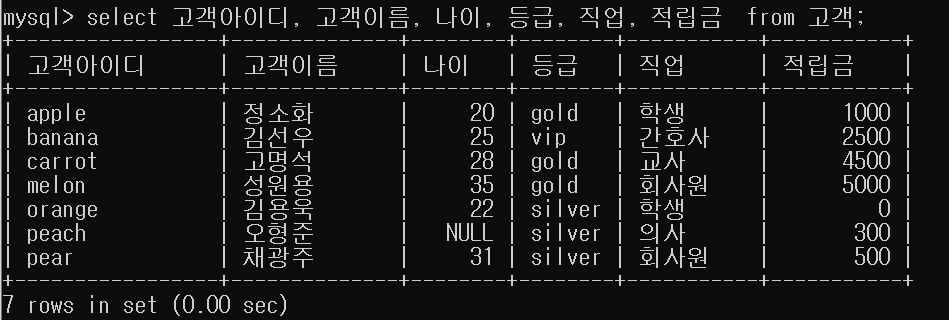 mysql> select 고객아이디, 고객이름, 나이, 등급, 직업, 적립금  from 고객;
+------------+----------+------+--------+--------+--------+
| 고객아이디 | 고객이름 | 나이 | 등급   | 직업   | 적립금 |
+------------+----------+------+--------+--------+--------+
| apple      | 정소화   |   20 | gold   | 학생   |   1000 |
| banana     | 김선우   |   25 | vip    | 간호사 |   2500 |
| carrot     | 고명석   |   28 | gold   | 교사   |   4500 |
| melon      | 성원용   |   35 | gold   | 회사원 |   5000 |
| orange     | 김용욱   |   22 | silver | 학생   |      0 |
| peach      | 오형준   | NULL | silver | 의사   |    300 |
| pear       | 채광주   |   31 | silver | 회사원 |    500 |
+------------+----------+------+--------+--------+--------+
7 rows in set (0.00 sec)